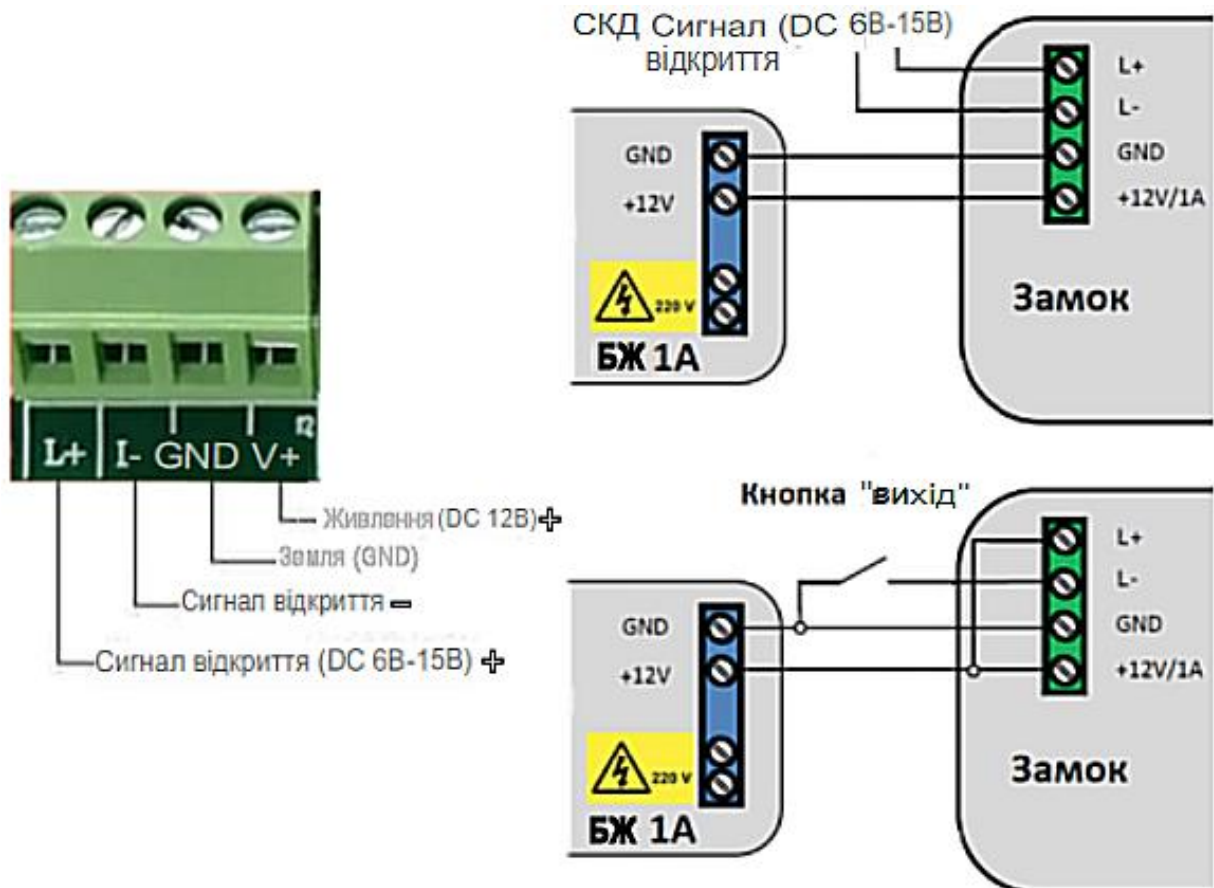 L+ I- GND V+
Живлення (DC 12В) +
Земля (GND)
Сигнал відкриття -
Сигнал відкриття (DC 6В-15В) +
СКД Сигнал (DC 6В-15В)
відкриття
GND
+12V
220 V
БЖ 1А
L+
L-
GND
+12V/1A
Замок
Кнопка "вихід"
GND
+12V
220 V
БЖ 1А
L+
L-
GND
+12V/1A
Замок